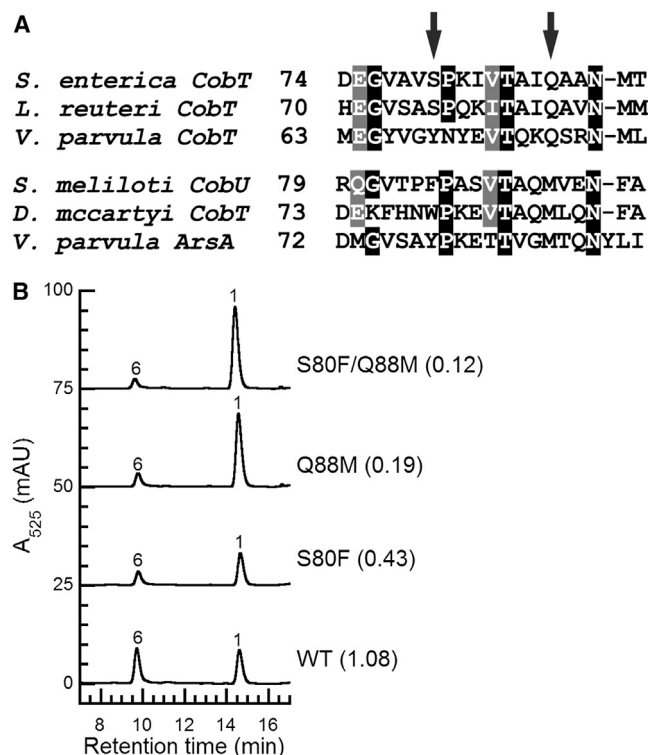 A
S. enterica CobT 74 DEGVAVSPKIVTAIQAAN-MT
L. reuteri CobT 70 HEGVSASPQKITAIQAVN-MM
V. parvula CobT 63 MEGYVGYNYEVTQKQSRN-ML
S. meliloti CobU 79 RQGVTPFPASVTAQMVEN-FA
D. mccartyi CobT 73 DEKFHNWPKEVTAQMLQN-FA
V. parvula ArsA 72 DMGVSAYPKETTVGMTQNYLI
B
100
1
6
S80F/Q88M (0.12)
75
1
6
Q88M (0.19)
50
1
6
S80F (0.43)
25
6
1
WT (1.08)
0
A525 (mAU)
8 10 12 14 16
Retention time (min)